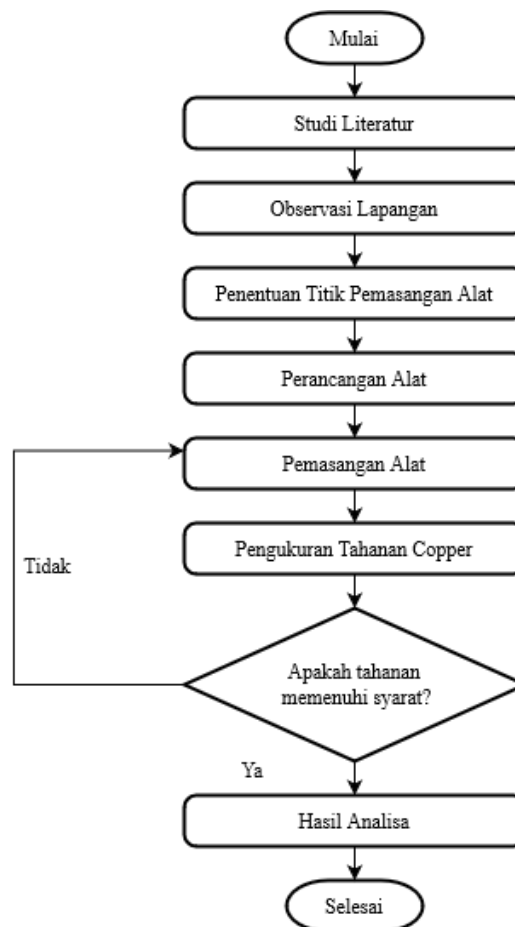 Mulai
Studi Literatur
Observasi Lapangan
Penentuan Titik Pemasangan Alat
Perancangan Alat
Pemasangan Alat
Pengukuran Tahanan Copper
Tidak
Apakah tahanan
memenuhi syarat?
Ya
Hasil Analisa
Selesai